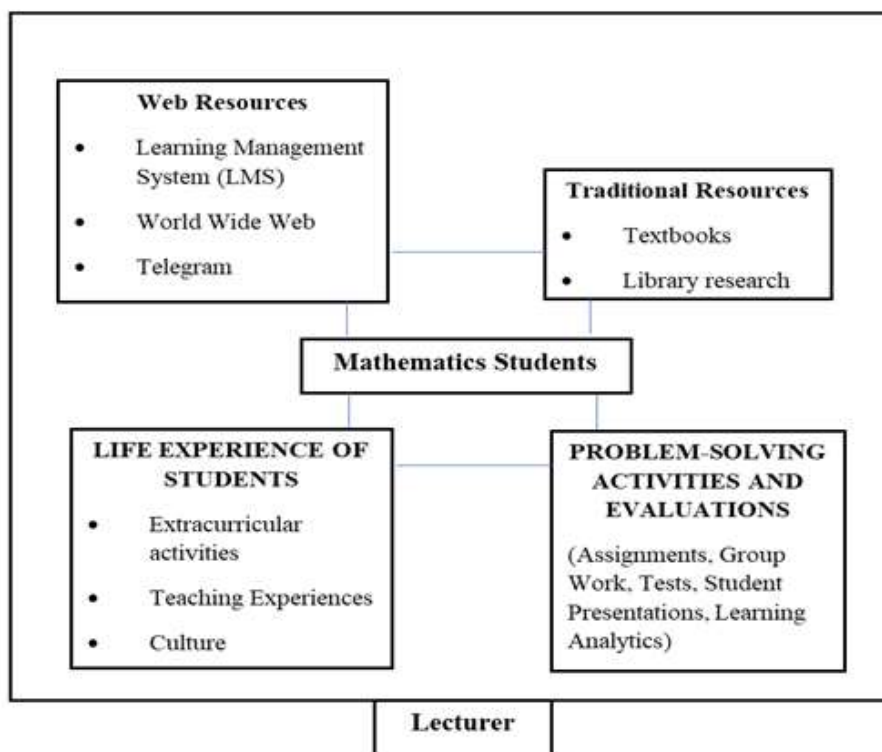 Web Resources
• Learning Management
System (LMS)
• World Wide Web
• Telegram
Traditional Resources
• Textbooks
• Library research
Mathematics Students
LIFE EXPERIENCE OF
STUDENTS
• Extracurricular
activities
• Teaching Experiences
• Culture
PROBLEM-SOLVING
ACTIVITIES AND
EVALUATIONS
(Assignments, Group
Work, Tests, Student
Presentations, Learning
Analytics)
Lecturer